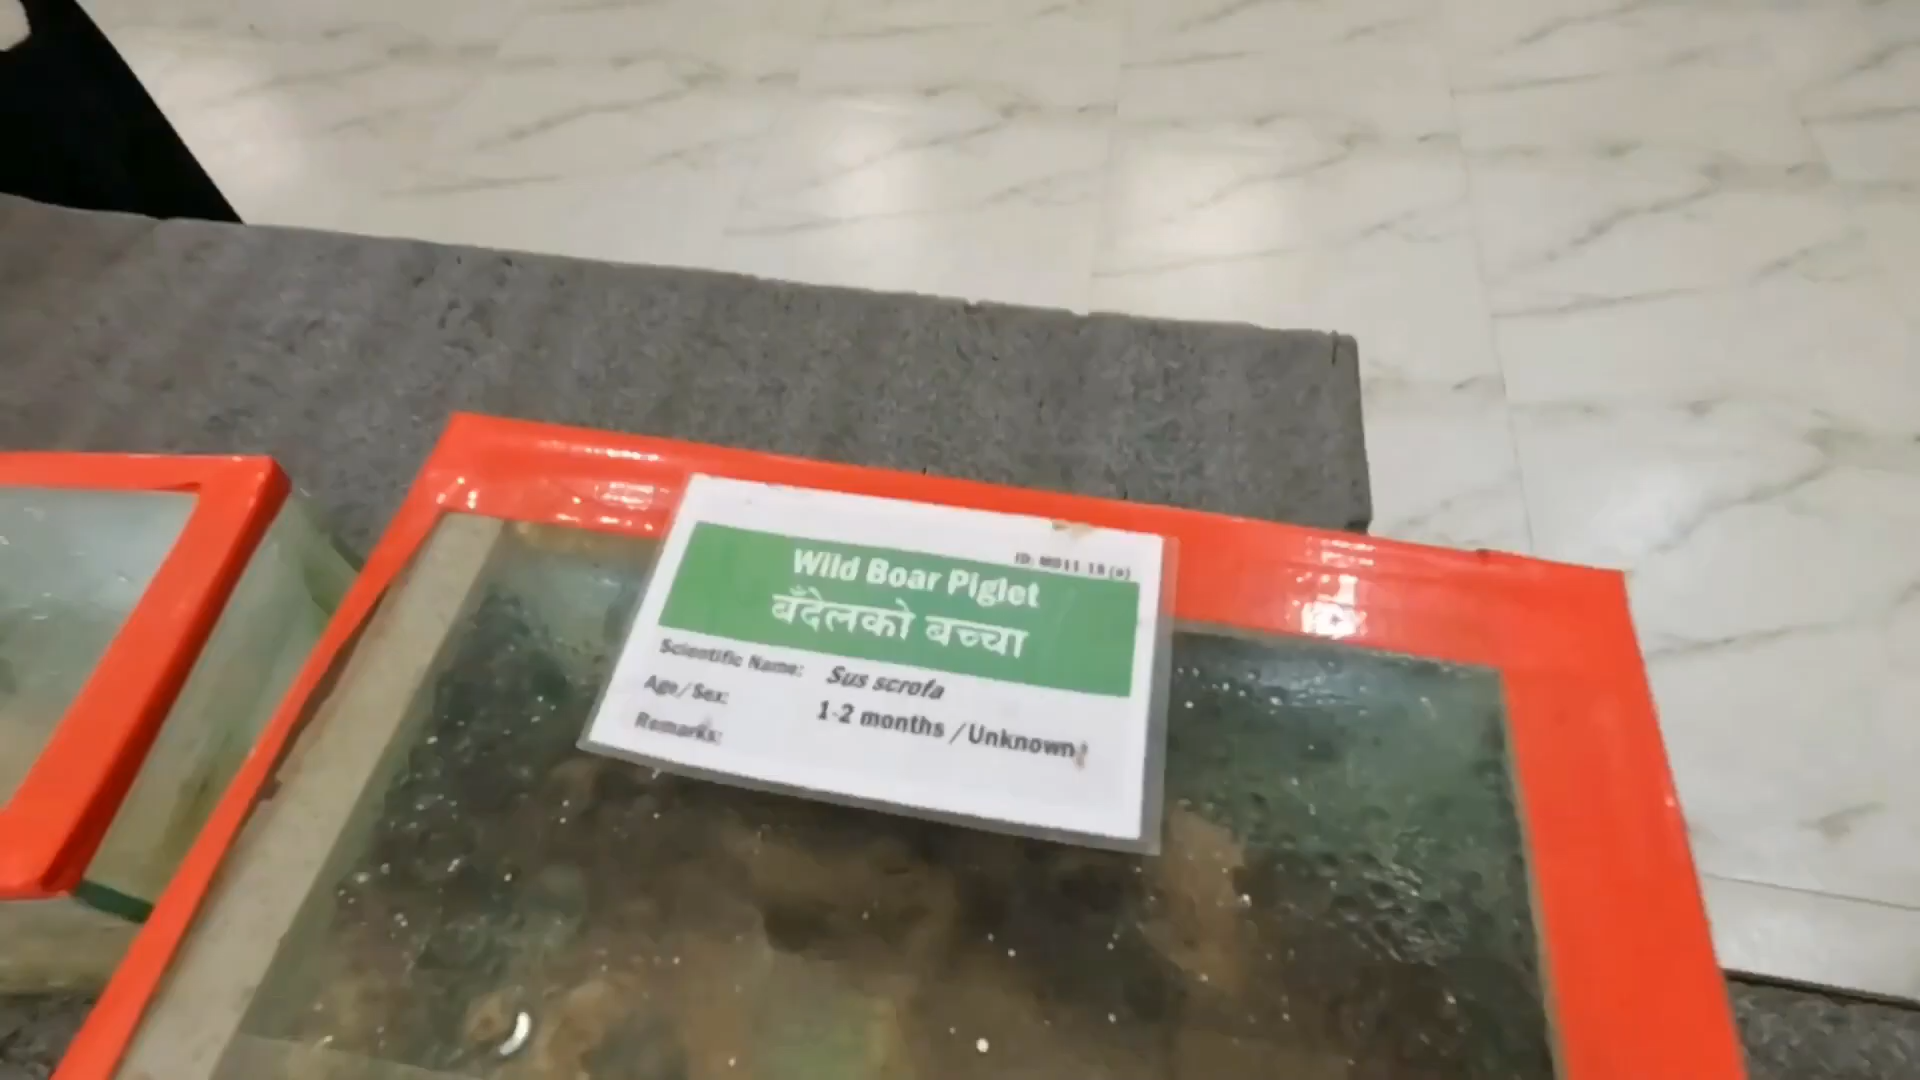 Wild Boar Piglet
बँदेलको बच्चा
Scientific Name: Sus scrofa
Age/Sex: 1-2 months /Unknown
Remarks: